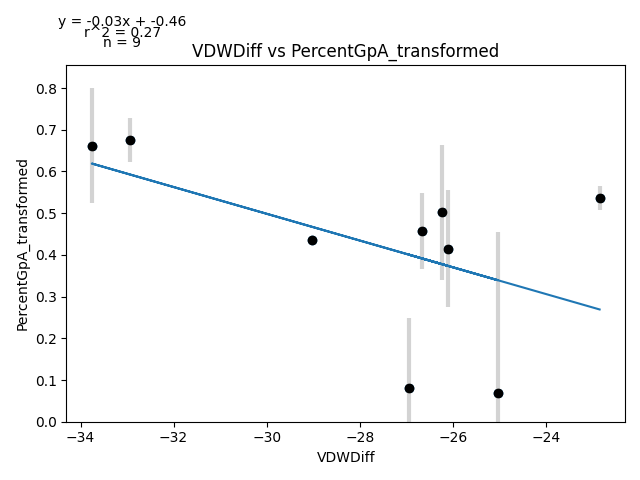 y = -0.03x + -0.46
r^2 = 0.27
n = 9
VDWDiff vs PercentGpA_transformed
PercentGpA_transformed
0.8
0.7
0.6
0.5
0.4
0.3
0.2
0.1
0.0
−34 −32 −30 −28 −26 −24
VDWDiff